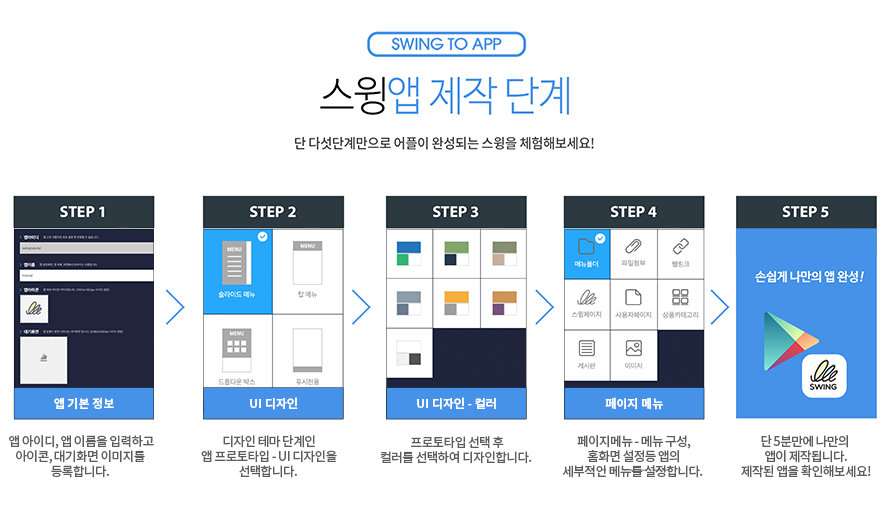 SWING TO APP
스윙앱 제작 단계
단 다섯단계만으로 어플이 완성되는 스윙을 체험해보세요!
STEP 1
앱아이디
앱이름
앱아이콘
대기화면
앱 기본 정보
앱 아이디, 앱 이름을 입력하고
아이콘, 대기화면 이미지를
등록합니다.
STEP 2
MENU
슬라이드 메뉴
MENU
탑 메뉴
MENU
드롭다운 박스
푸시전용
UI 디자인
디자인 테마 단계인
앱 프로토타입 - UI 디자인을
선택합니다.
STEP 3
UI 디자인 - 컬러
프로토타입 선택 후
컬러를 선택하여 디자인합니다.
STEP 4
메뉴폴더
파일첨부
웹링크
스윙페이지
사용자페이지
상품카테고리
게시판
이미지
페이지 메뉴
페이지메뉴 - 메뉴 구성,
홈화면 설정등 앱의
세부적언 메뉴를 설정합니다.
STEP 5
손쉽게 나만의 앱 완성!
SWING
단 5분만에 나만의
앱이 제작됩니다.
제작된 앱을 확인해보세요!